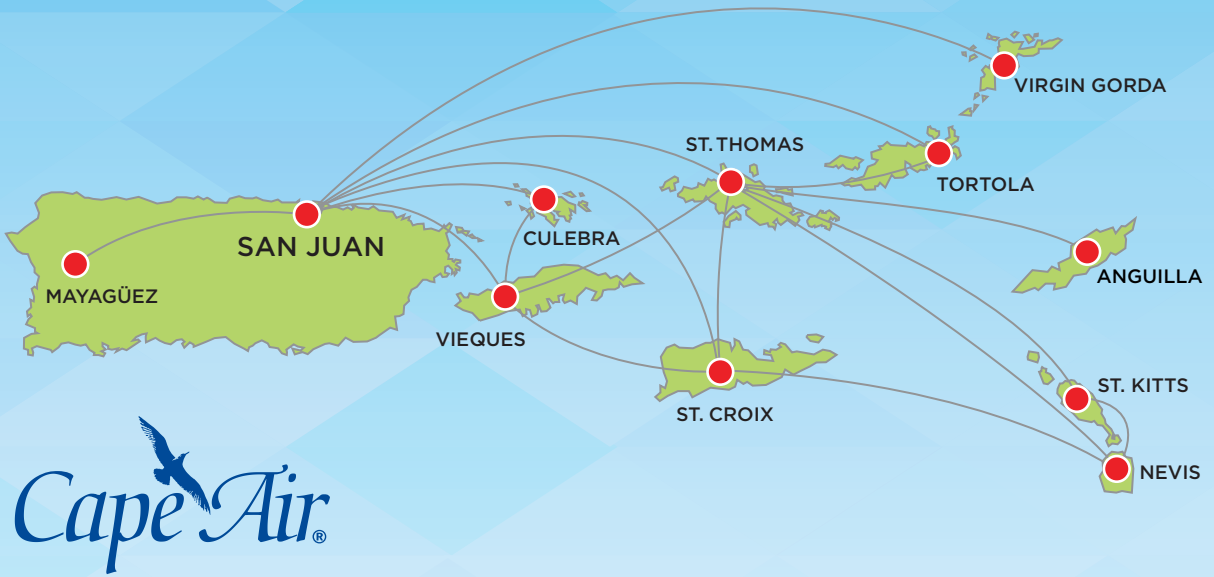 VIRGIN GORDA
ST. THOMAS
TORTOLA
SAN JUAN
CULEBRA
ANGUILLA
MAYAGÜEZ
VIEQUES
ST. KITTS
ST. CROIX
NEVIS
Cape Air®